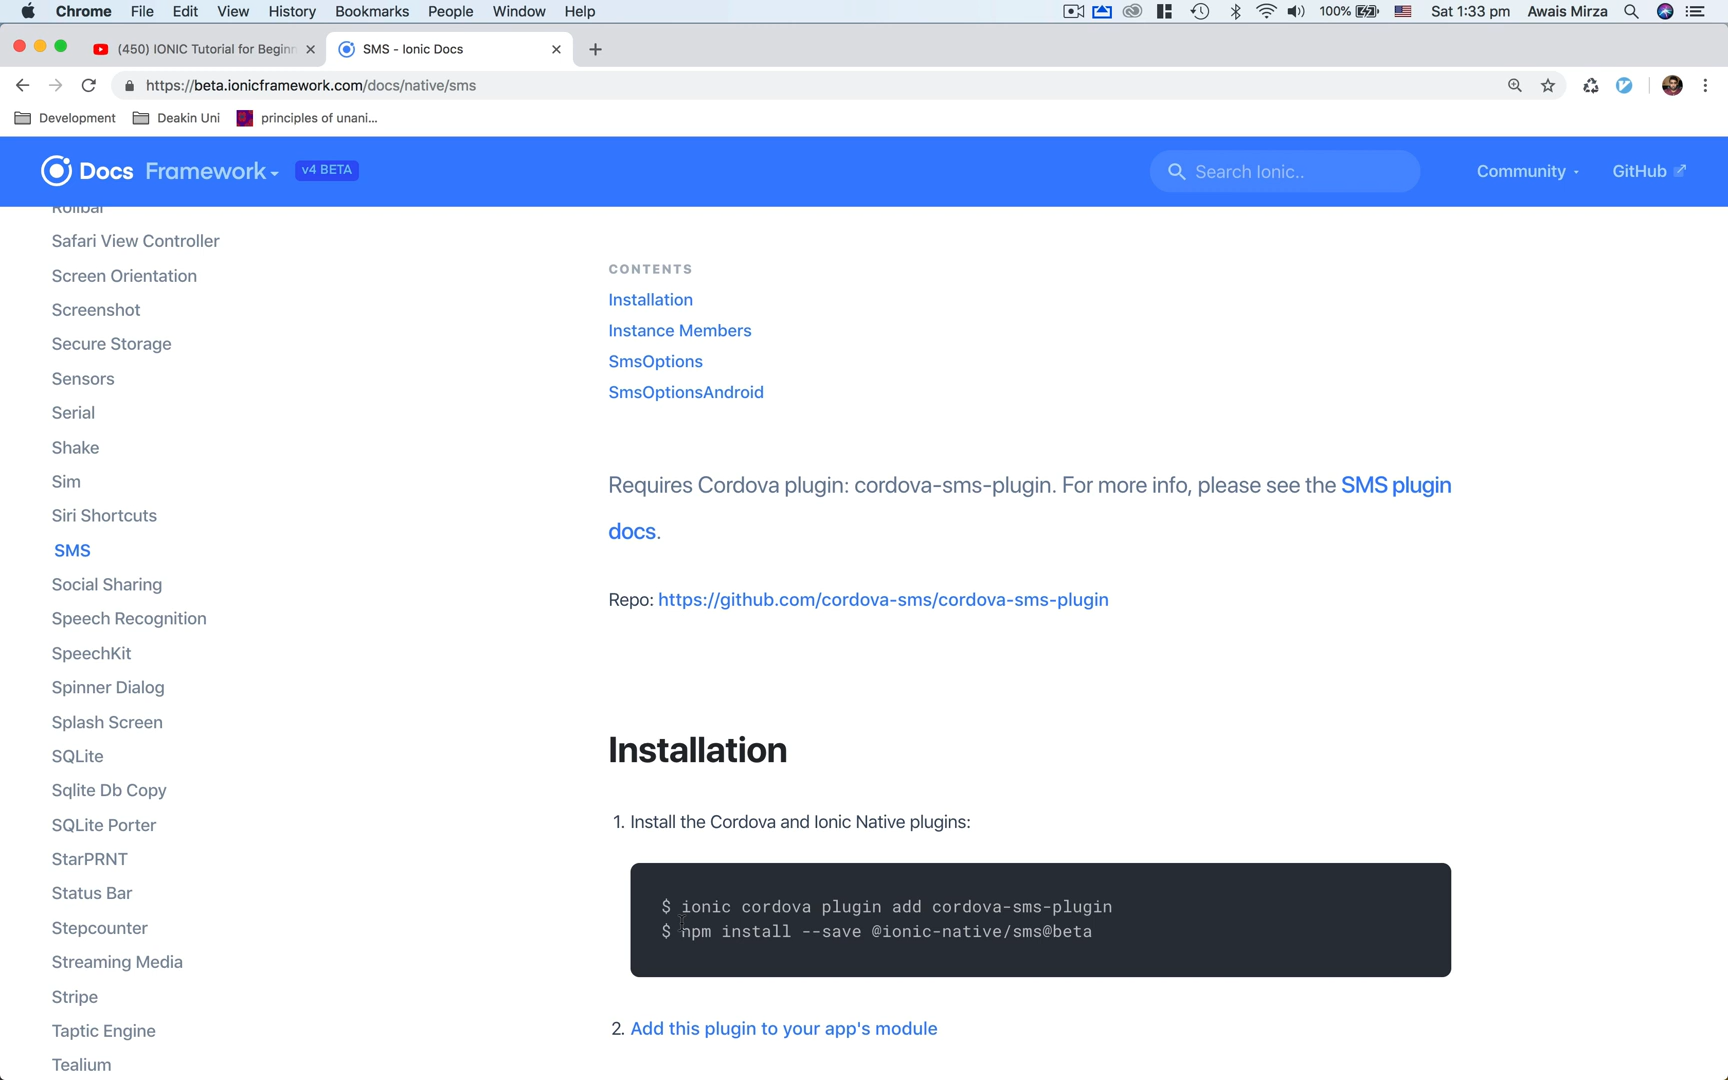 Chrome File Edit View History Bookmarks People Window Help 100% Sat 1:33 pm Awais Mirza
(450) IONIC Tutorial for Beginn
SMS - Ionic Docs
https://beta.ionicframework.com/docs/native/sms
Development Deakin Uni principles of unani...
Docs Framework v4 BETA Search Ionic.. Community GitHub
Rollbar
Safari View Controller
Screen Orientation
Screenshot
Secure Storage
Sensors
Serial
Shake
Sim
Siri Shortcuts
SMS
Social Sharing
Speech Recognition
SpeechKit
Spinner Dialog
Splash Screen
SQLite
Sqlite Db Copy
SQLite Porter
StarPRNT
Status Bar
Stepcounter
Streaming Media
Stripe
Taptic Engine
Tealium
CONTENTS
Installation
Instance Members
SmsOptions
SmsOptionsAndroid
Requires Cordova plugin: cordova-sms-plugin. For more info, please see the SMS plugin
docs.
Repo: https://github.com/cordova-sms/cordova-sms-plugin
Installation
1. Install the Cordova and Ionic Native plugins:
$ ionic cordova plugin add cordova-sms-plugin
$ npm install --save @ionic-native/sms@beta
2. Add this plugin to your app's module